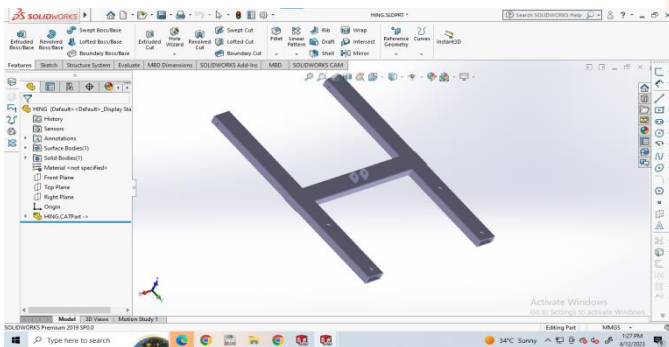 SOLIDWORKS
HING.SLDPRT *
Search SOLIDWORKS Help
Extruded Boss/Base
Revolved Boss/Base
Swept Boss/Base
Lofted Boss/Base
Boundary Boss/Base
Extruded Cut
Hole Wizard
Revolved Cut
Swept Cut
Lofted Cut
Boundary Cut
Fillet
Linear Pattern
Rib
Draft
Shell
Wrap
Intersect
Mirror
Reference Geometry
Curves
Instant3D
Features Sketch Structure System Evaluate MBD Dimensions SOLIDWORKS Add-Ins MBD SOLIDWORKS CAM
HING (Default<<Default>_Display Sta
History
Sensors
Annotations
Surface Bodies(1)
Solid Bodies(1)
Material <not specified>
Front Plane
Top Plane
Right Plane
Origin
HING.CATPart ->
Activate Windows
Go to Settings to activate Windows.
Model 3D Views Motion Study 1
SOLIDWORKS Premium 2019 SP0.0
Editing Part MMGS
Type here to search
34°C Sunny
1:27 PM
4/12/2023